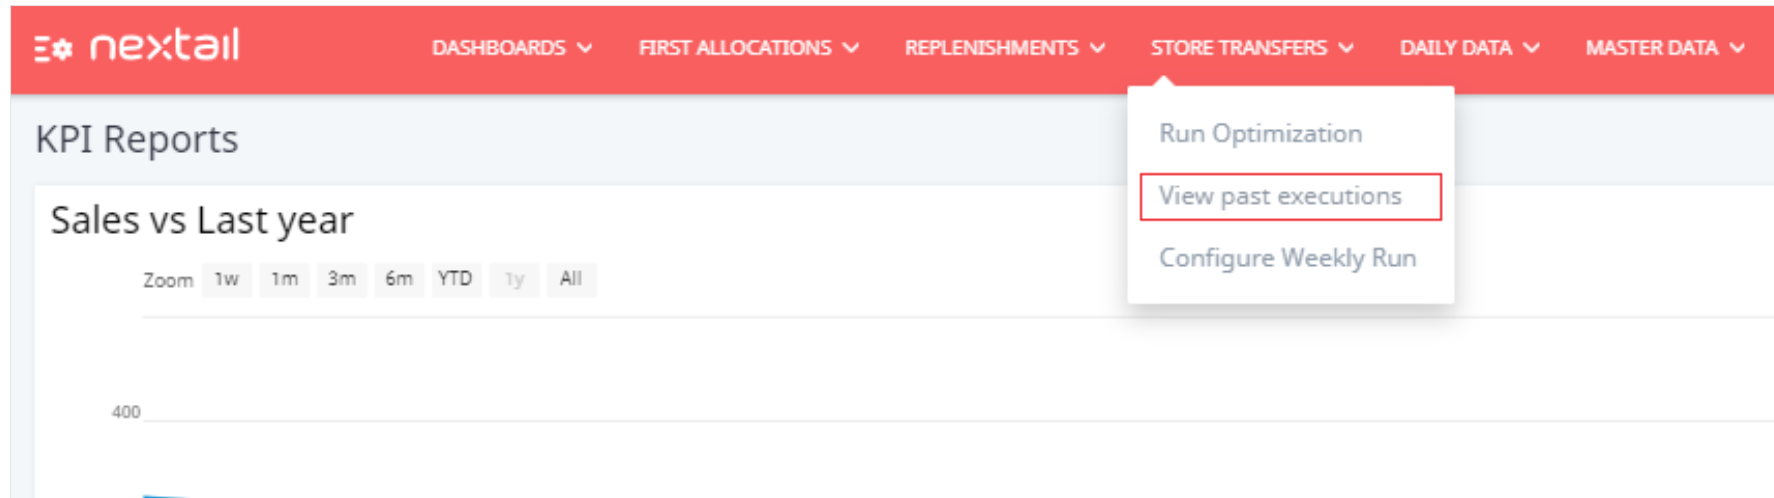 nextail DASHBOARDS FIRST ALLOCATIONS REPLENISHMENTS STORE TRANSFERS DAILY DATA MASTER DATA
Run Optimization
View past executions
Configure Weekly Run
KPI Reports
Sales vs Last year
Zoom 1w 1m 3m 6m YTD 1y All
400